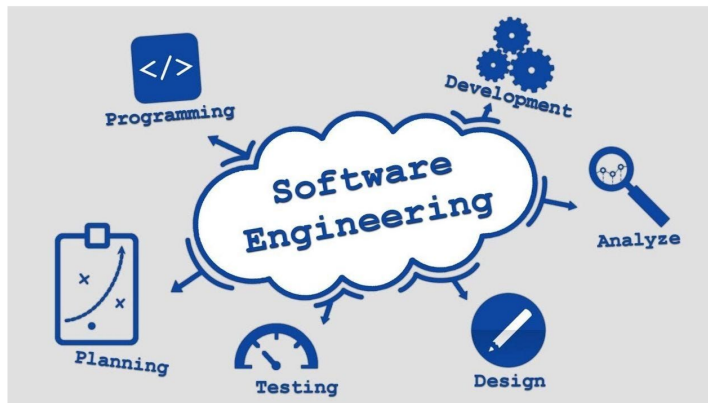 </>
Programming
Development
Software
Engineering
Analyze
Planning
Testing
Design